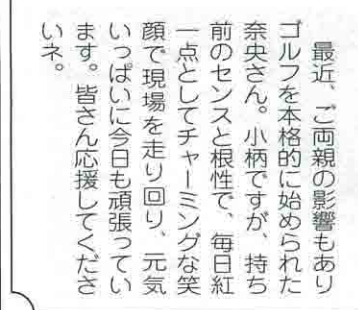 最近、ご両親の影響もあり
ゴルフを本格的に始められた
奈央さん。小柄ですが、持ち
前のセンスと根性で、毎日紅
一点としてチャーミングな笑
顔で現場を走り回り、元気
いっぱいに今日も頑張ってい
ます。皆さん応援してくださ
いネ。